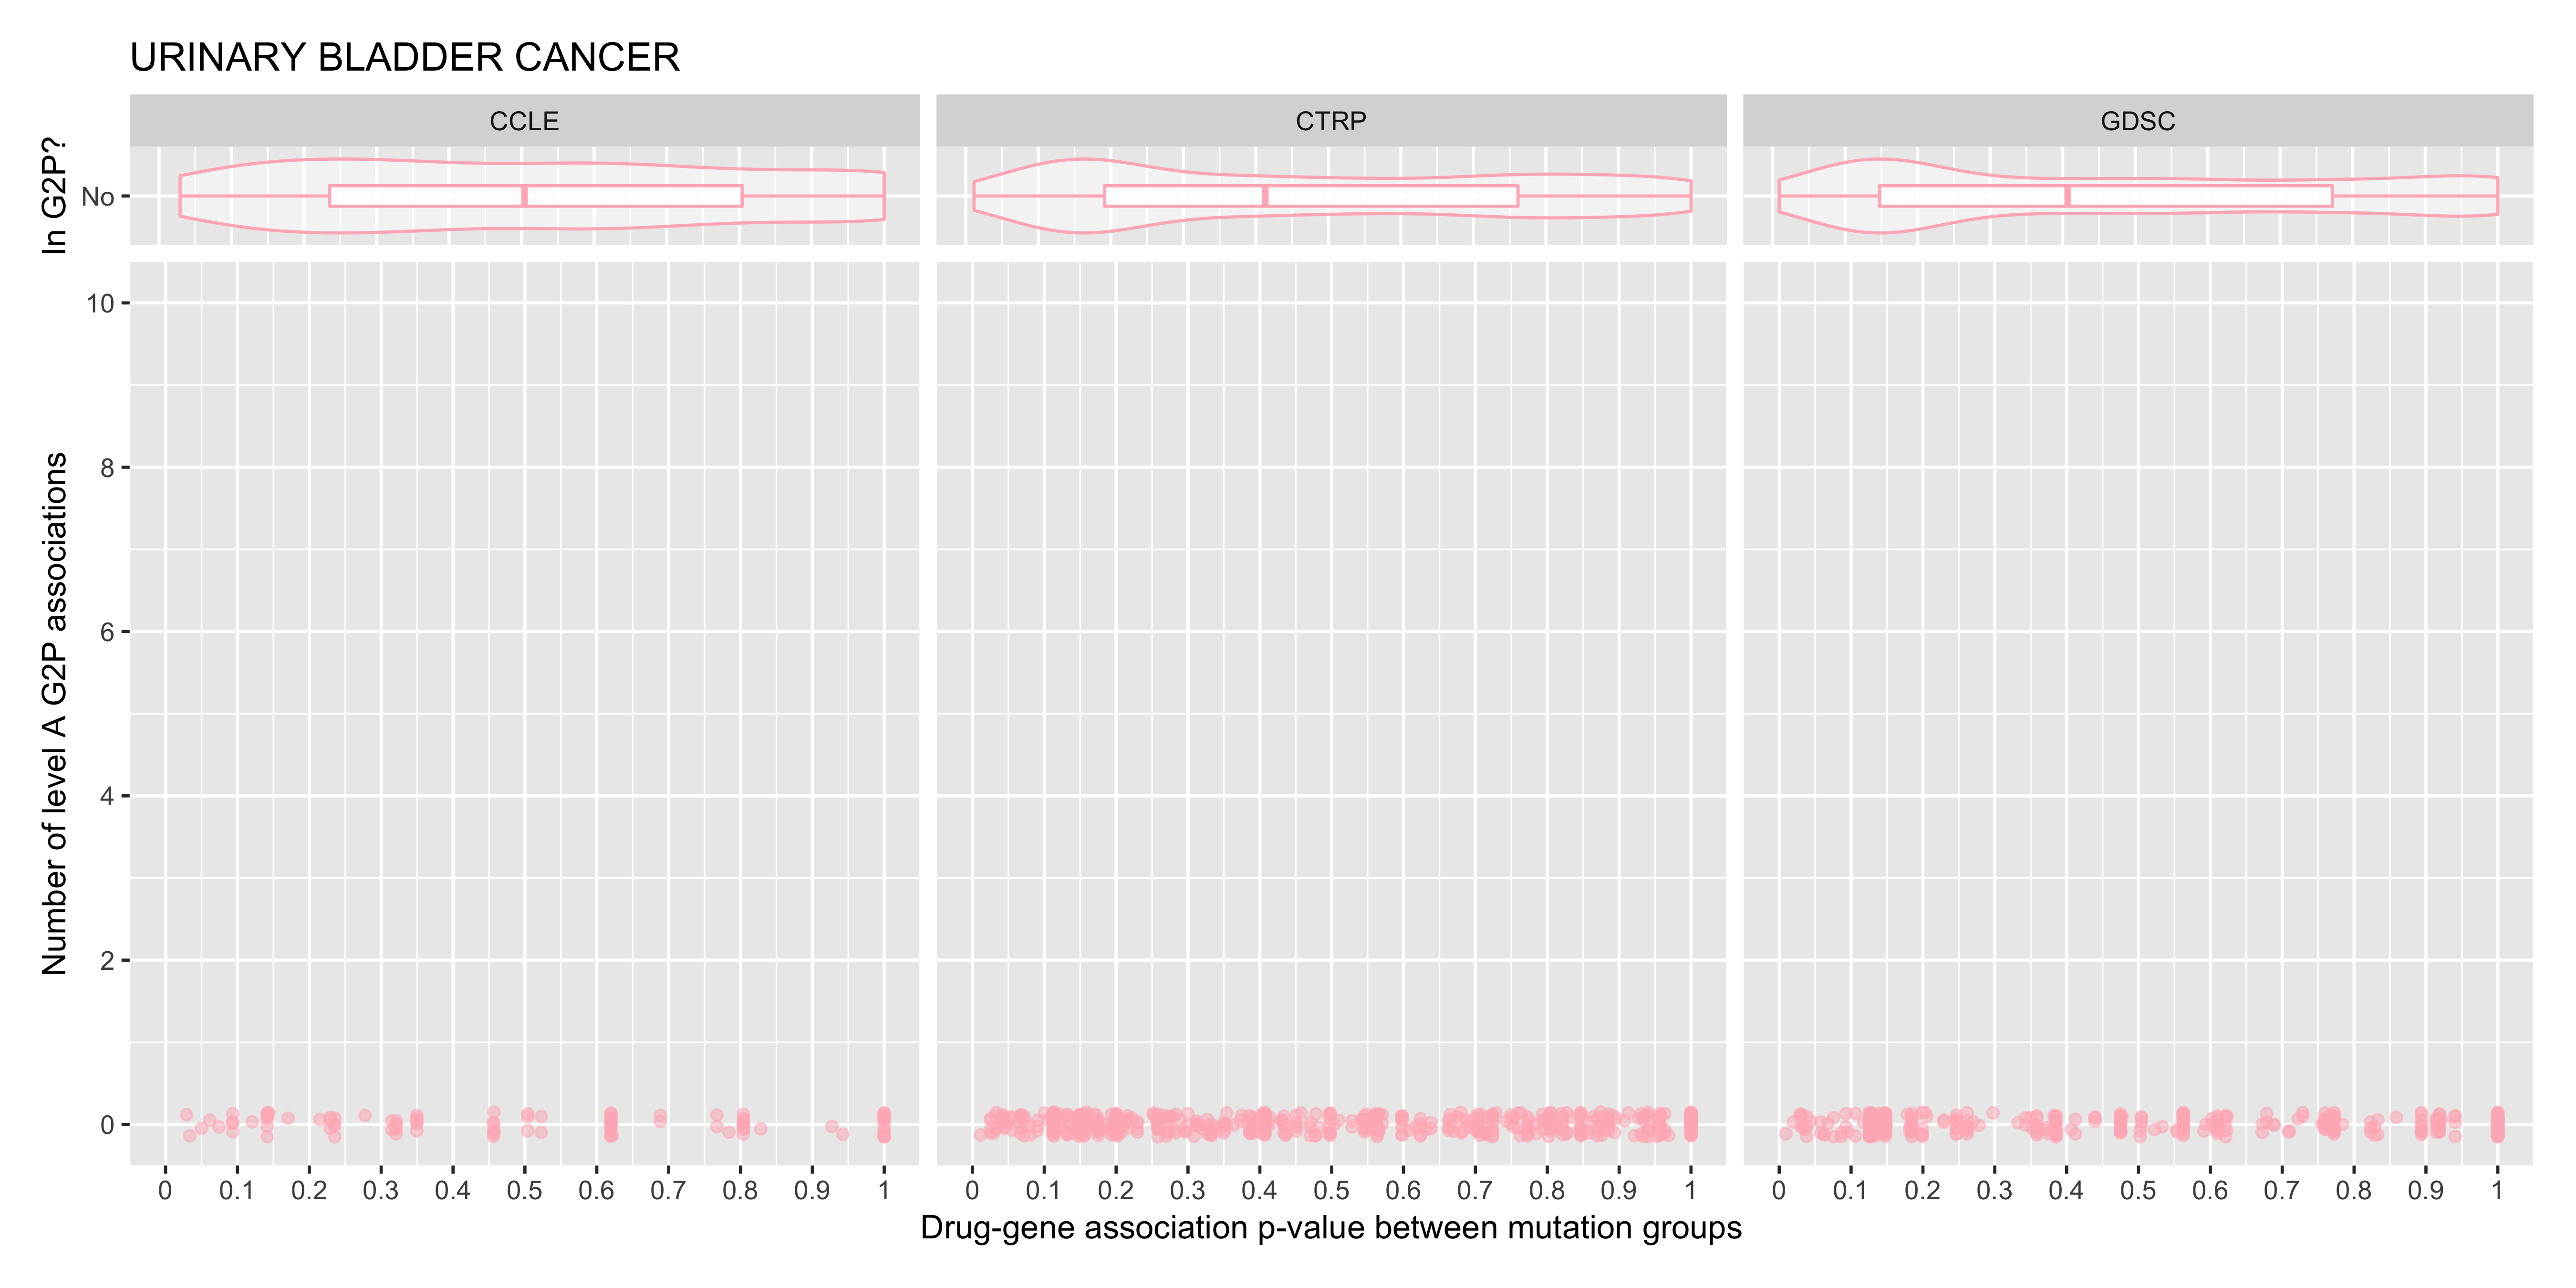 URINARY BLADDER CANCER
CCLE
CTRP
GDSC
In G2P?
No
Number of level A G2P associations
10
8
6
4
2
0
0 0.1 0.2 0.3 0.4 0.5 0.6 0.7 0.8 0.9 1
0 0.1 0.2 0.3 0.4 0.5 0.6 0.7 0.8 0.9 1
0 0.1 0.2 0.3 0.4 0.5 0.6 0.7 0.8 0.9 1
Drug-gene association p-value between mutation groups